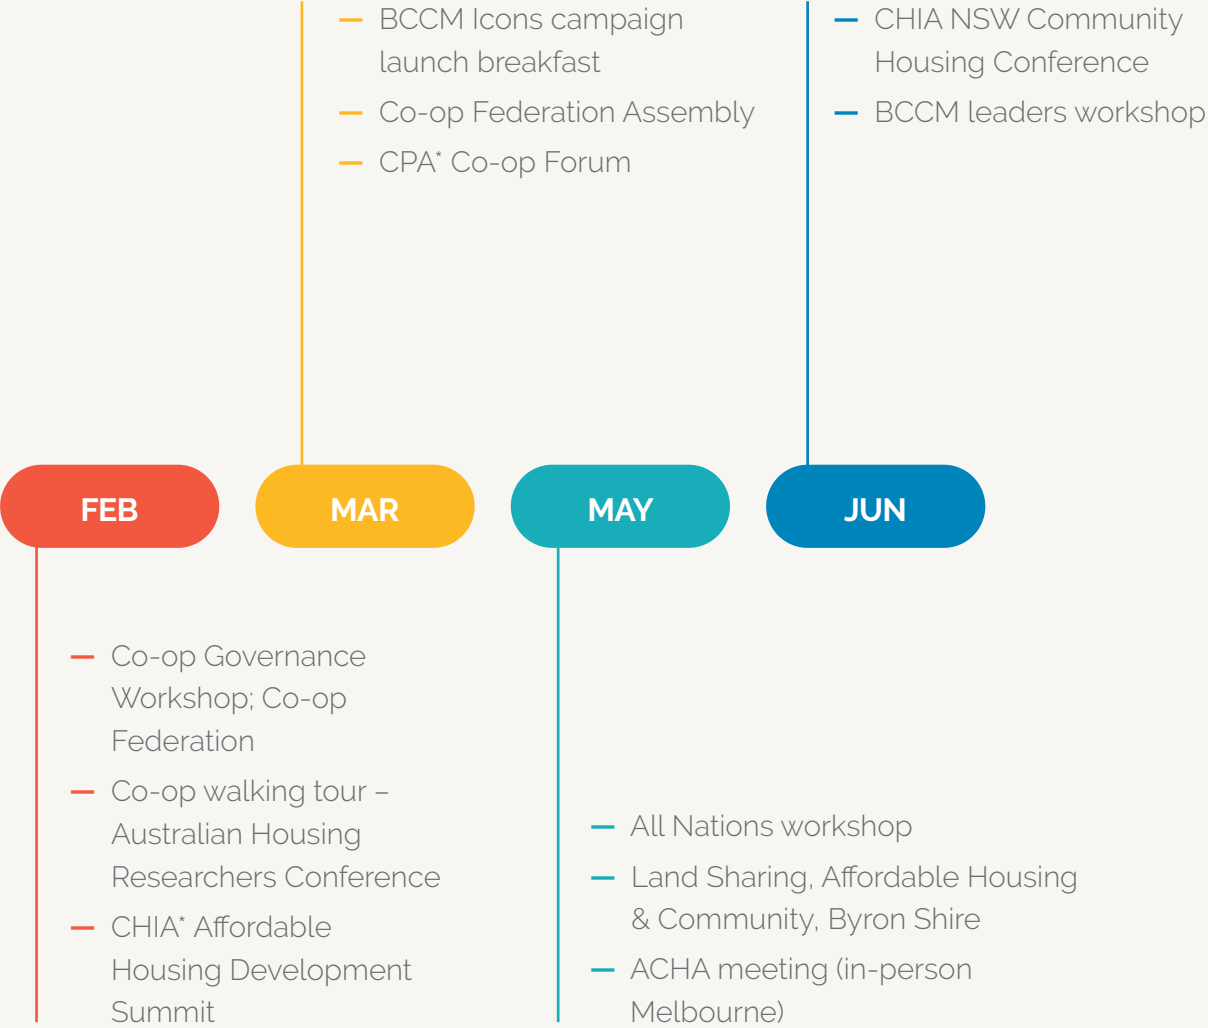 BCCM Icons campaign
launch breakfast
Co-op Federation Assembly
CPA* Co-op Forum
CHIA NSW Community
Housing Conference
BCCM leaders workshop
FEB
MAR
MAY
JUN
Co-op Governance
Workshop; Co-op
Federation
Co-op walking tour –
Australian Housing
Researchers Conference
CHIA* Affordable
Housing Development
Summit
All Nations workshop
Land Sharing, Affordable Housing
& Community, Byron Shire
ACHA meeting (in-person
Melbourne)